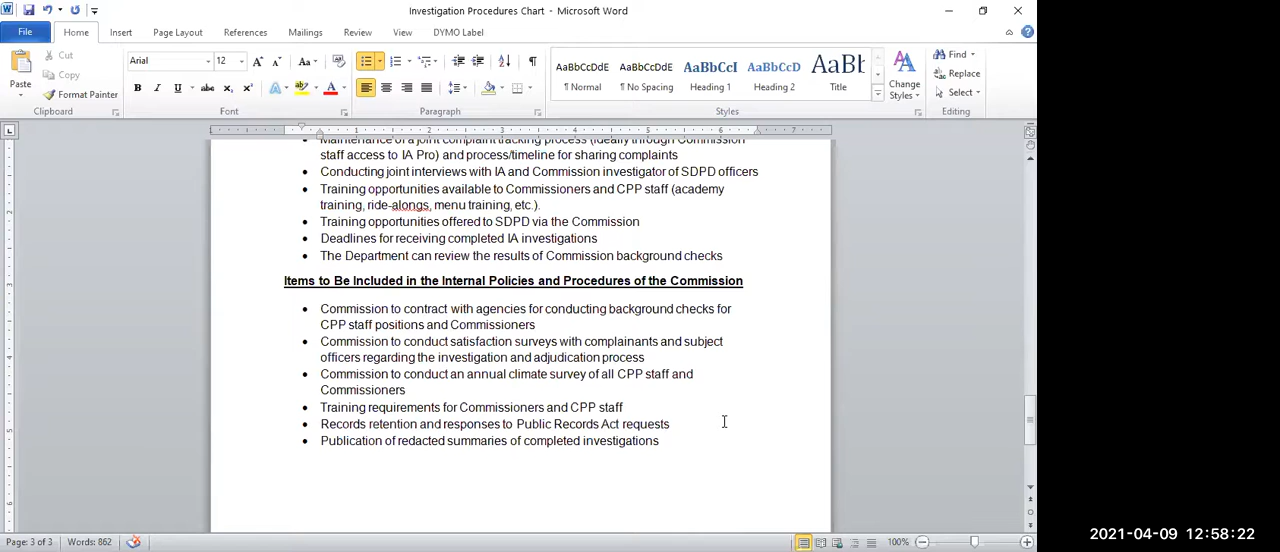 Investigation Procedures Chart - Microsoft Word
File Home Insert Page Layout References Mailings Review View DYMO Label
Paste
Cut
Copy
Format Painter
Clipboard
Arial 12
Font
Paragraph
AaBbCcDdE AaBbCcDdE AaBbCcI AaBbCcD AaBb
¶ Normal ¶ No Spacing Heading 1 Heading 2 Title
Styles
Change Styles
Find
Replace
Select
Editing
Maintenance of a joint complaint tracking process (ideally through Commission
staff access to IA Pro) and process/timeline for sharing complaints
• Conducting joint interviews with IA and Commission investigator of SDPD officers
• Training opportunities available to Commissioners and CPP staff (academy
training, ride-alongs, menu training, etc.).
• Training opportunities offered to SDPD via the Commission
• Deadlines for receiving completed IA investigations
• The Department can review the results of Commission background checks
Items to Be Included in the Internal Policies and Procedures of the Commission
• Commission to contract with agencies for conducting background checks for
CPP staff positions and Commissioners
• Commission to conduct satisfaction surveys with complainants and subject
officers regarding the investigation and adjudication process
• Commission to conduct an annual climate survey of all CPP staff and
Commissioners
• Training requirements for Commissioners and CPP staff
• Records retention and responses to Public Records Act requests
• Publication of redacted summaries of completed investigations
Page: 3 of 3 Words: 862 100%
2021-04-09 12:58:22